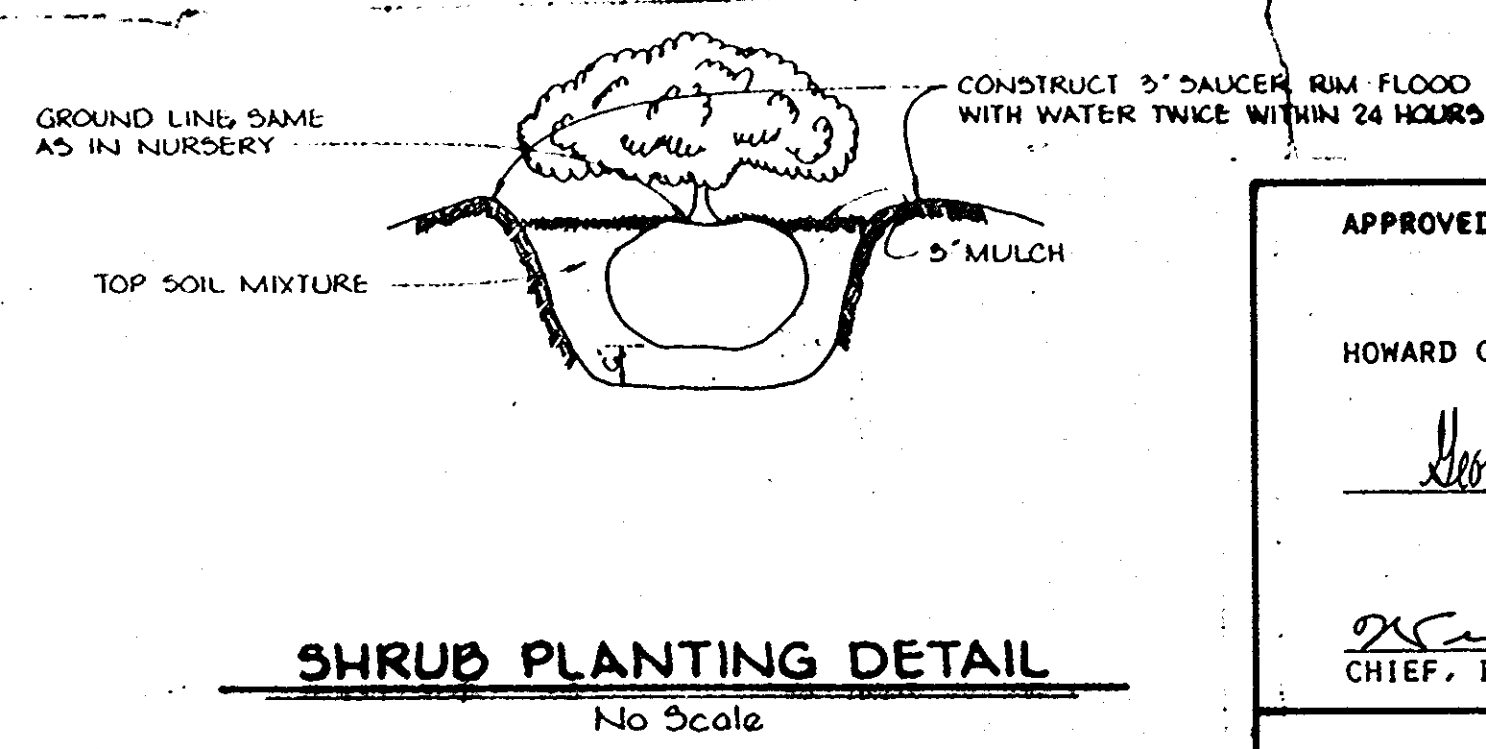 GROUND LINE, SAME
AS IN NURSERY
CONSTRUCT 3" SAUCER RIM FLOOD
WITH WATER TWICE WITHIN 24 HOURS
3" MULCH
TOP SOIL MIXTURE
SHRUB PLANTING DETAIL
No Scale
APPROVED
HOWARD
CHIEF,